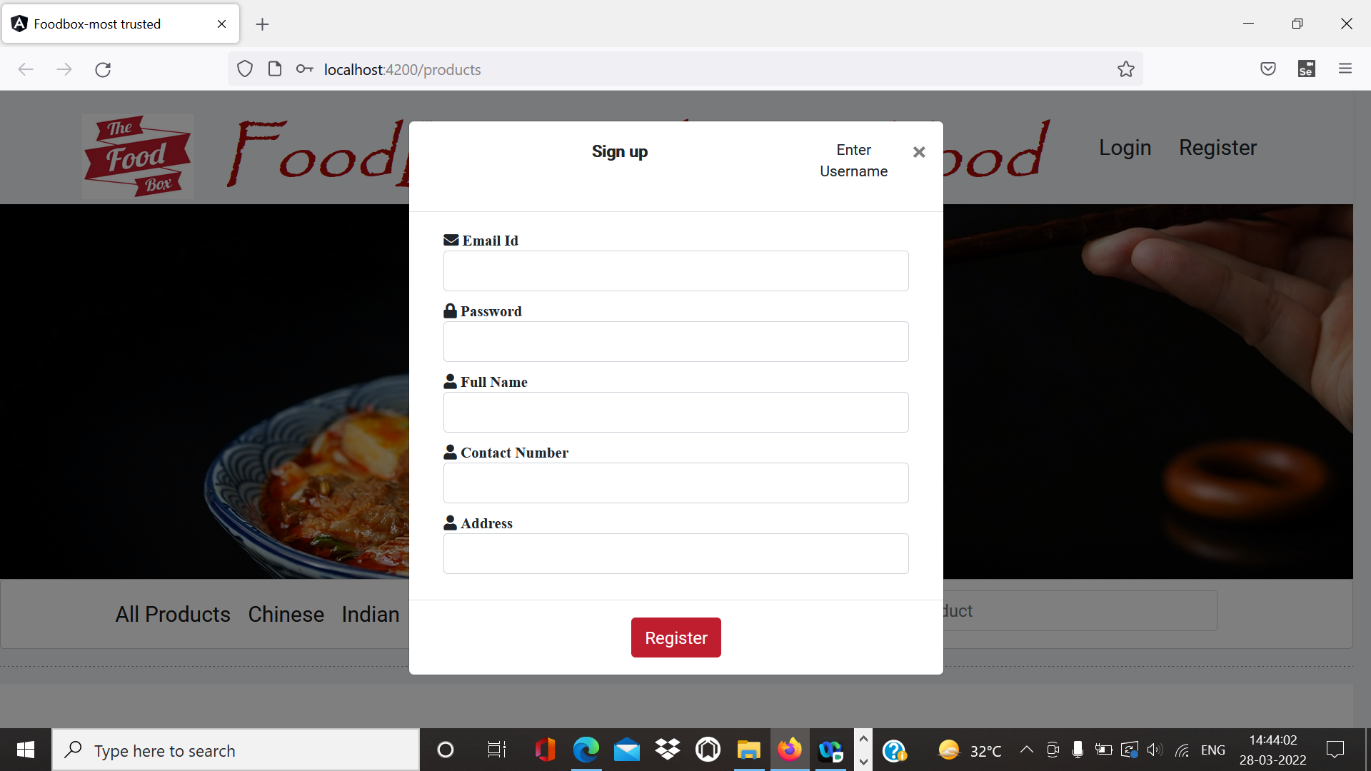 Foodbox-most trusted
localhost:4200/products
Se
The
Food
Box
Food
ood
Login
Register
Sign up
Enter
Username
Email Id
Password
Full Name
Contact Number
Address
All Products
Chinese
Indian
duct
Register
Type here to search
32°C
ENG
14:44:02
28-03-2022